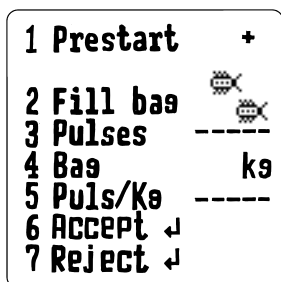 1 Prestart +
2 Fill bag
3 Pulses -----
4 Bag kg
5 Puls/Kg -----
6 Accept ↲
7 Reject ↲